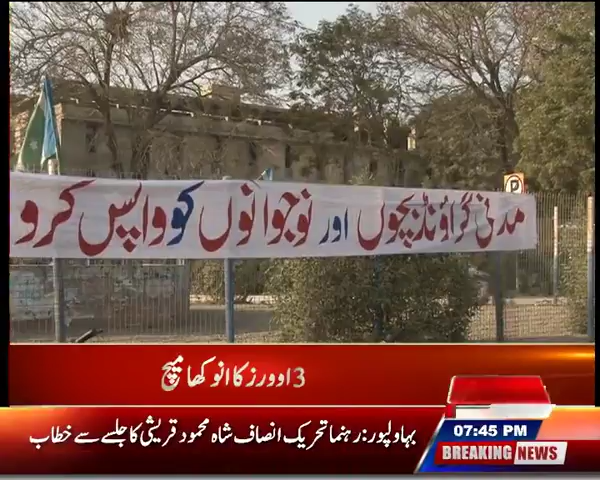 مدنی گراؤنڈ بچوں اور نوجوانوں کو واپس کرو
3 اوورز کا انوکھا میچ
بہاولپور: رہنما تحریک انصاف شاہ محمود قریشی کا جلسے سے خطاب
07:45 PM
BREAKING NEWS